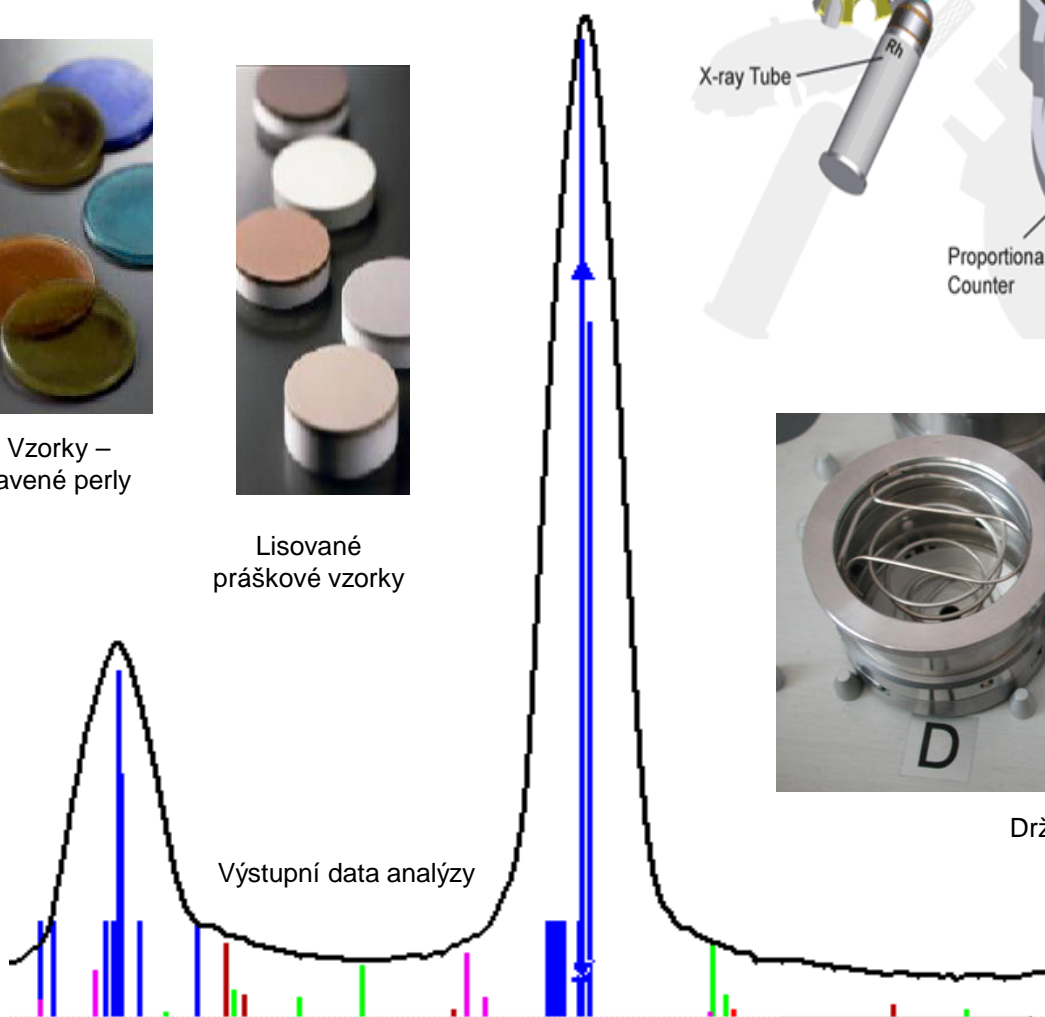 Rh
X-ray Tube
Proportiona
Counter
Vzorky –
avené perly
Lisované
práškové vzorky
D
Drž
Výstupní data analýzy